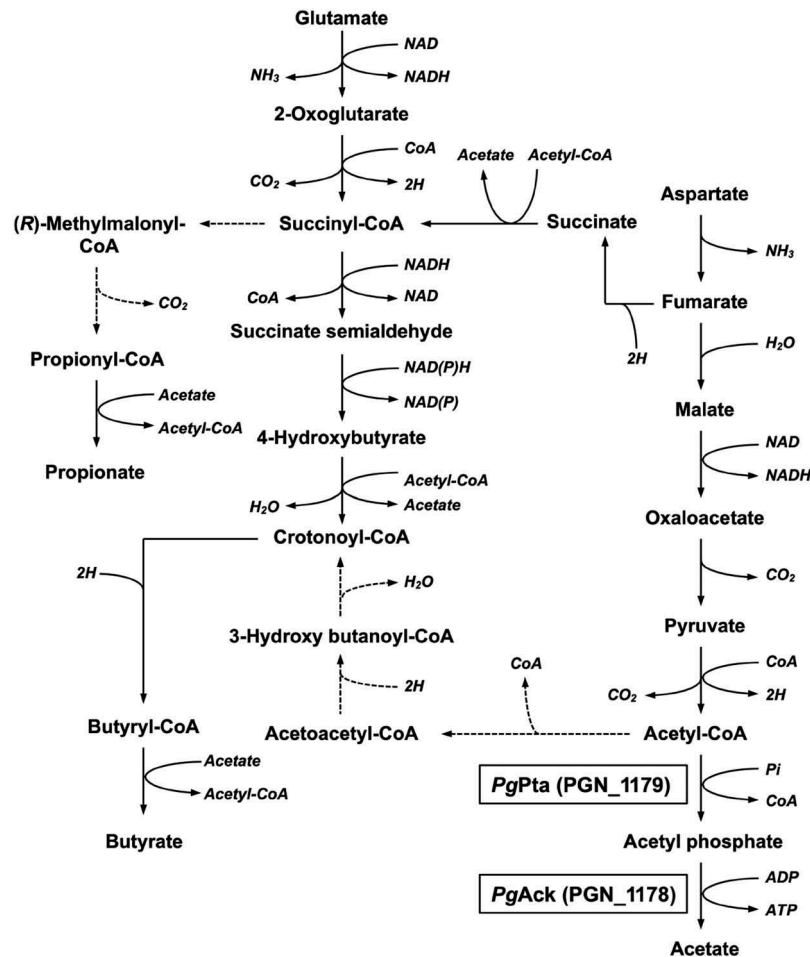 Glutamate
NAD
NH₃
NADH
2-Oxoglutarate
CoA
CO₂
2H
Acetate
Acetyl-CoA
Aspartate
(R)-Methylmalonyl-
CoA
Succinyl-CoA
Succinate
NH₃
NADH
CoA
NAD
CO₂
Fumarate
Succinate semialdehyde
2H
H₂O
Propionyl-CoA
NAD(P)H
Acetate
NAD(P)
Malate
Acetyl-CoA
4-Hydroxybutyrate
NAD
Propionate
Acetyl-CoA
NADH
H₂O
Acetate
Oxaloacetate
Crotonoyl-CoA
2H
H₂O
CO₂
3-Hydroxy butanoyl-CoA
Pyruvate
CoA
CoA
2H
CO₂
2H
Butyryl-CoA
Acetoacetyl-CoA
Acetyl-CoA
Acetate
PgPta (PGN_1179)
Pi
Acetyl-CoA
CoA
Butyrate
Acetyl phosphate
PgAck (PGN_1178)
ADP
ATP
Acetate